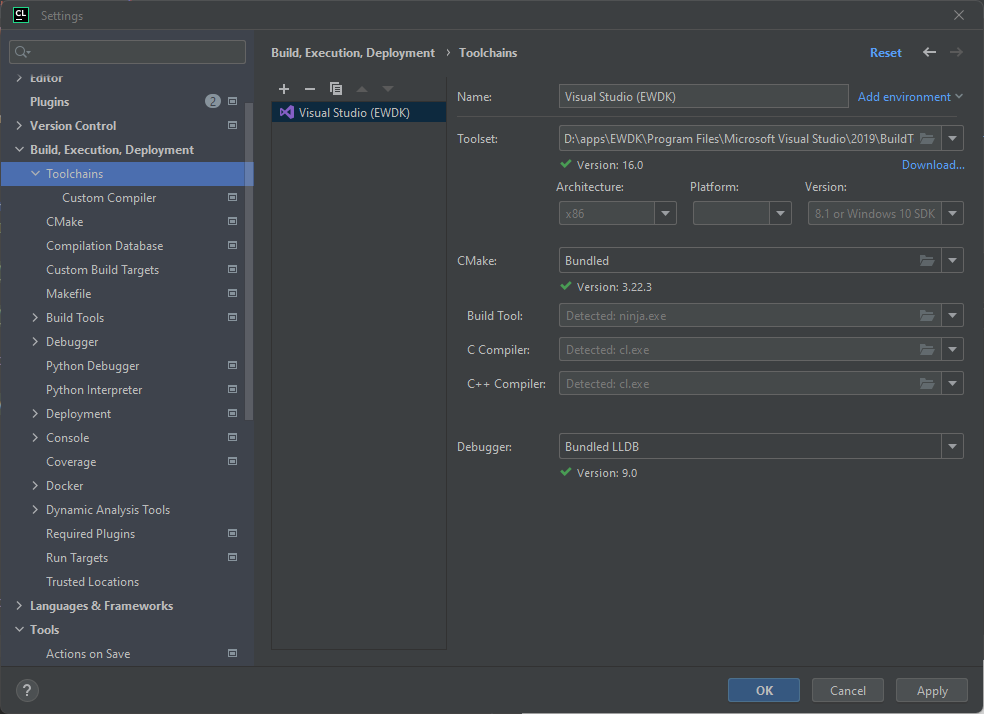 CL Settings
Editor
Plugins 2
Version Control
Build, Execution, Deployment
Toolchains
Custom Compiler
CMake
Compilation Database
Custom Build Targets
Makefile
Build Tools
Debugger
Python Debugger
Python Interpreter
Deployment
Console
Coverage
Docker
Dynamic Analysis Tools
Required Plugins
Run Targets
Trusted Locations
Languages & Frameworks
Tools
Actions on Save
Build, Execution, Deployment › Toolchains Reset
Visual Studio (EWDK)
Name: Visual Studio (EWDK) Add environment
Toolset: D:\apps\EWDK\Program Files\Microsoft Visual Studio\2019\BuildT
Version: 16.0 Download...
Architecture: Platform: Version:
x86 8.1 or Windows 10 SDK
CMake: Bundled
Version: 3.22.3
Build Tool: Detected: ninja.exe
C Compiler: Detected: cl.exe
C++ Compiler: Detected: cl.exe
Debugger: Bundled LLDB
Version: 9.0
? OK Cancel Apply